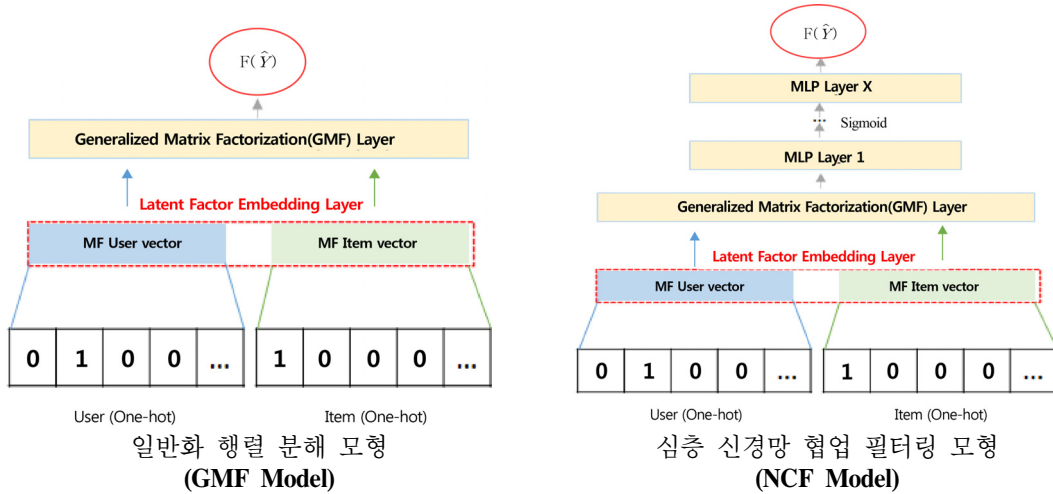 F(Ŷ)
Generalized Matrix Factorization(GMF) Layer
Latent Factor Embedding Layer
MF User vector
MF Item vector
0 1 0 0 ...
1 0 0 0 ...
User (One-hot)
Item (One-hot)
일반화 행렬 분해 모형
(GMF Model)
F(Ŷ)
MLP Layer X
... Sigmoid
MLP Layer 1
Generalized Matrix Factorization(GMF) Layer
Latent Factor Embedding Layer
MF User vector
MF Item vector
0 1 0 0 ...
1 0 0 0 ...
User (One-hot)
Item (One-hot)
심층 신경망 협업 필터링 모형
(NCF Model)